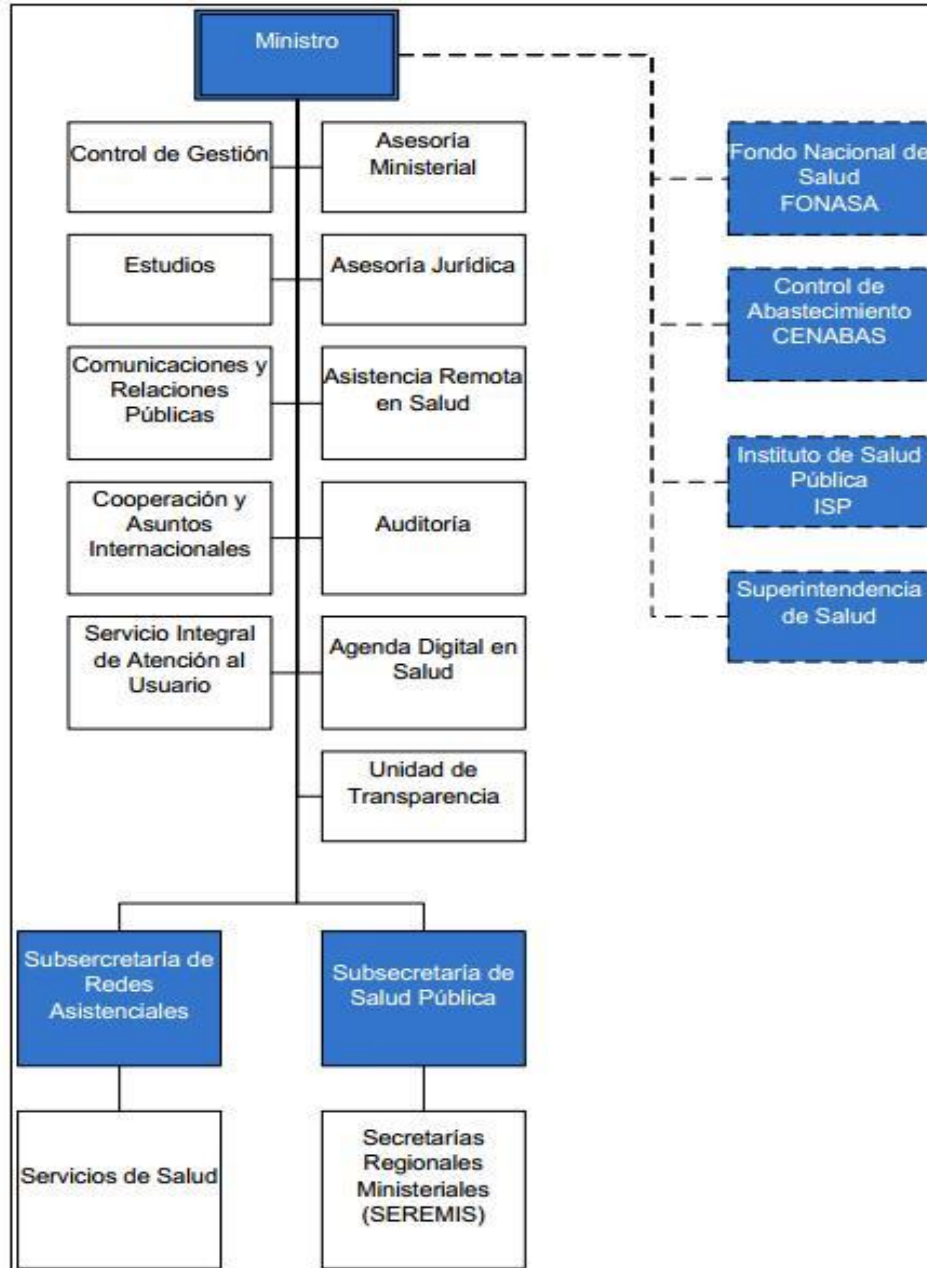 Ministro
Control de Gestión
Asesoría
Ministerial
Estudios
Asesoría Jurídica
Comunicaciones y
Relaciones
Públicas
Asistencia Remota
en Salud
Cooperación y
Asuntos
Internacionales
Auditoría
Servicio Integral
de Atención al
Usuario
Agenda Digital en
Salud
Unidad de
Transparencia
Fondo Nacional de
Salud
FONASA
Control de
Abastecimiento
CENABAS
Instituto de Salud
Pública
ISP
Superintendencia
de Salud
Subsercretaría de
Redes
Asistenciales
Subsecretaría de
Salud Pública
Servicios de Salud
Secretarías
Regionales
Ministeriales
(SEREMIS)